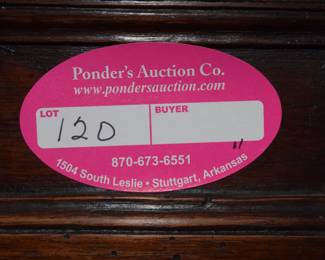 Ponder's Auction Co.
www.pondersauction.com
LOT BUYER
120
870-673-6551
1504 South Leslie • Stuttgart, Arkansas